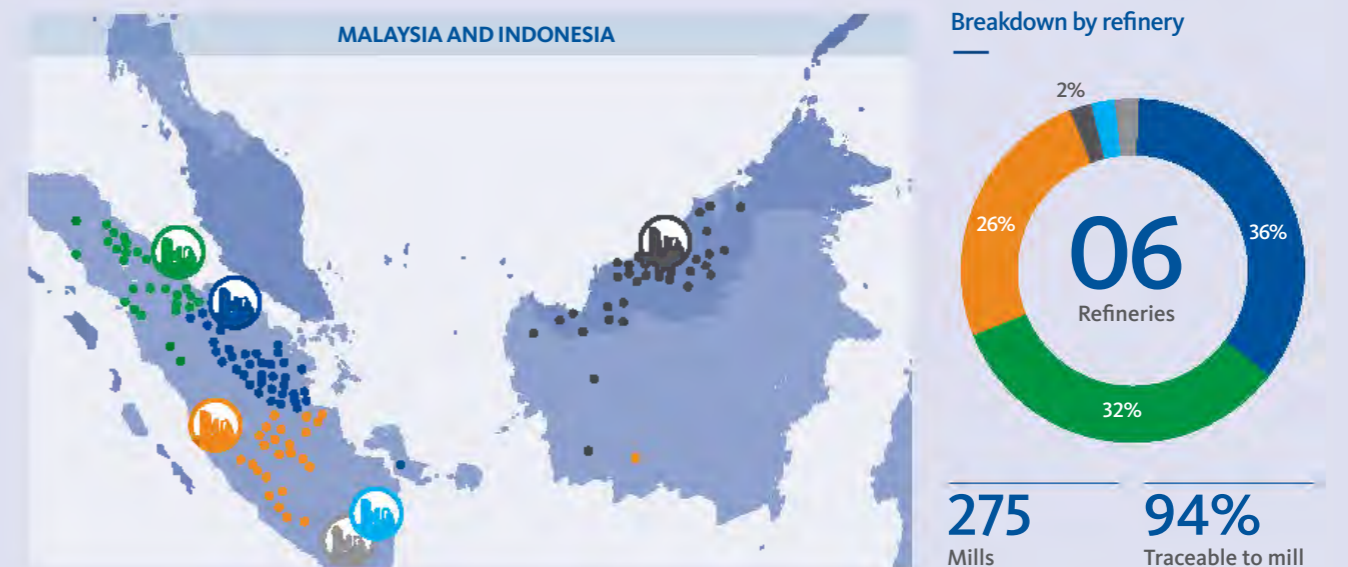 MALAYSIA AND INDONESIA
Breakdown by refinery
2%
26%
36%
06
Refineries
32%
275
Mills
94%
Traceable to mill